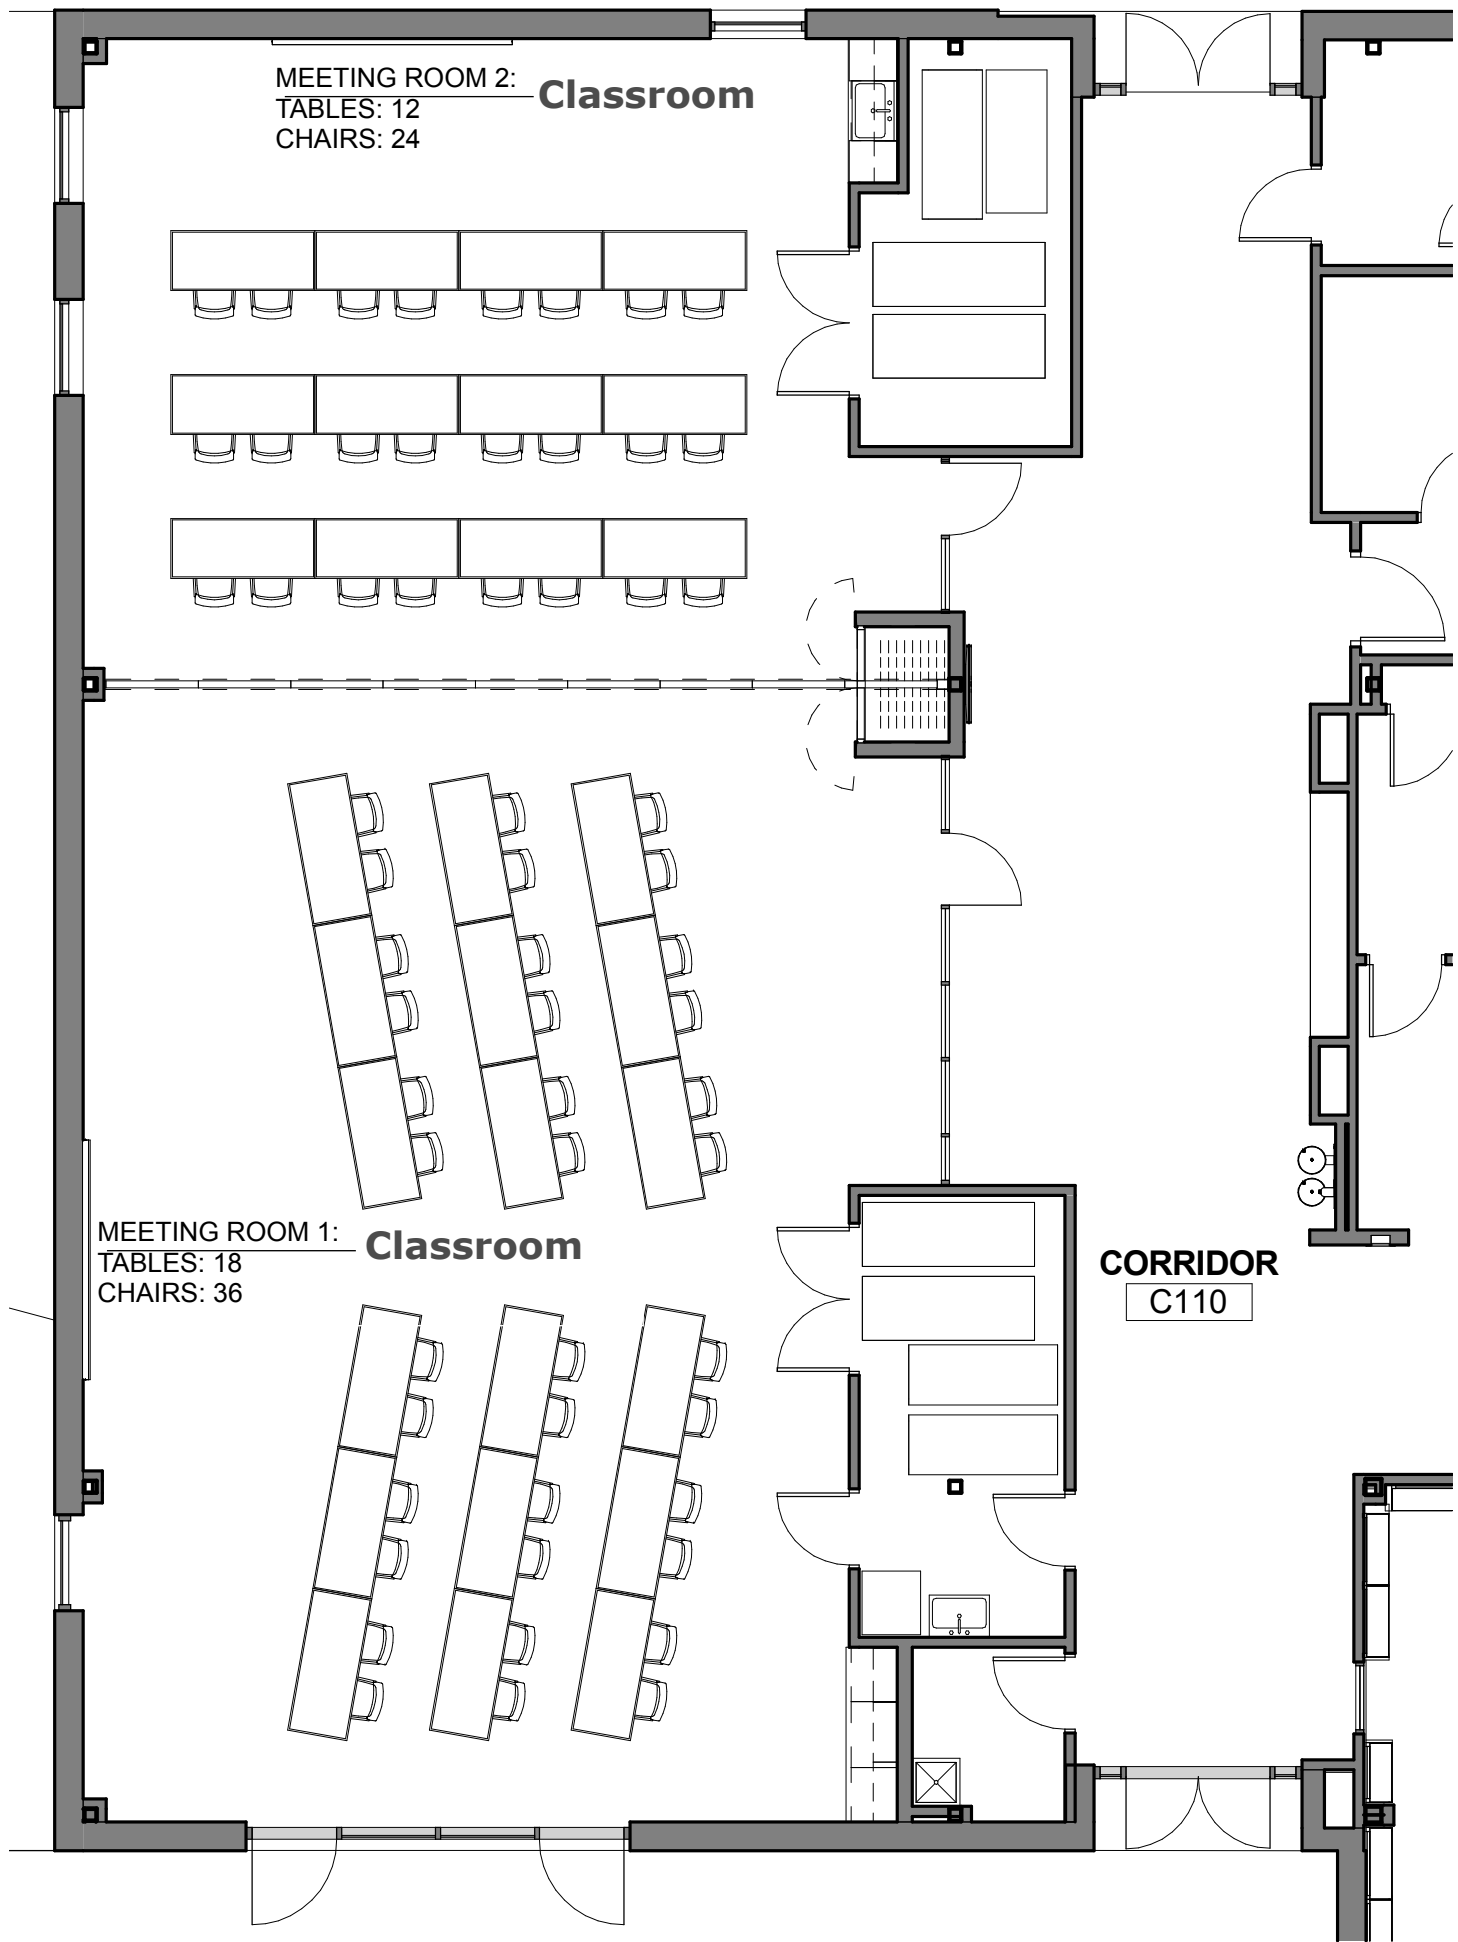 MEETING ROOM 2:
Classroom
TABLES: 12
CHAIRS: 24
MEETING ROOM 1:
Classroom
TABLES: 18
CHAIRS: 36
CORRIDOR
C110